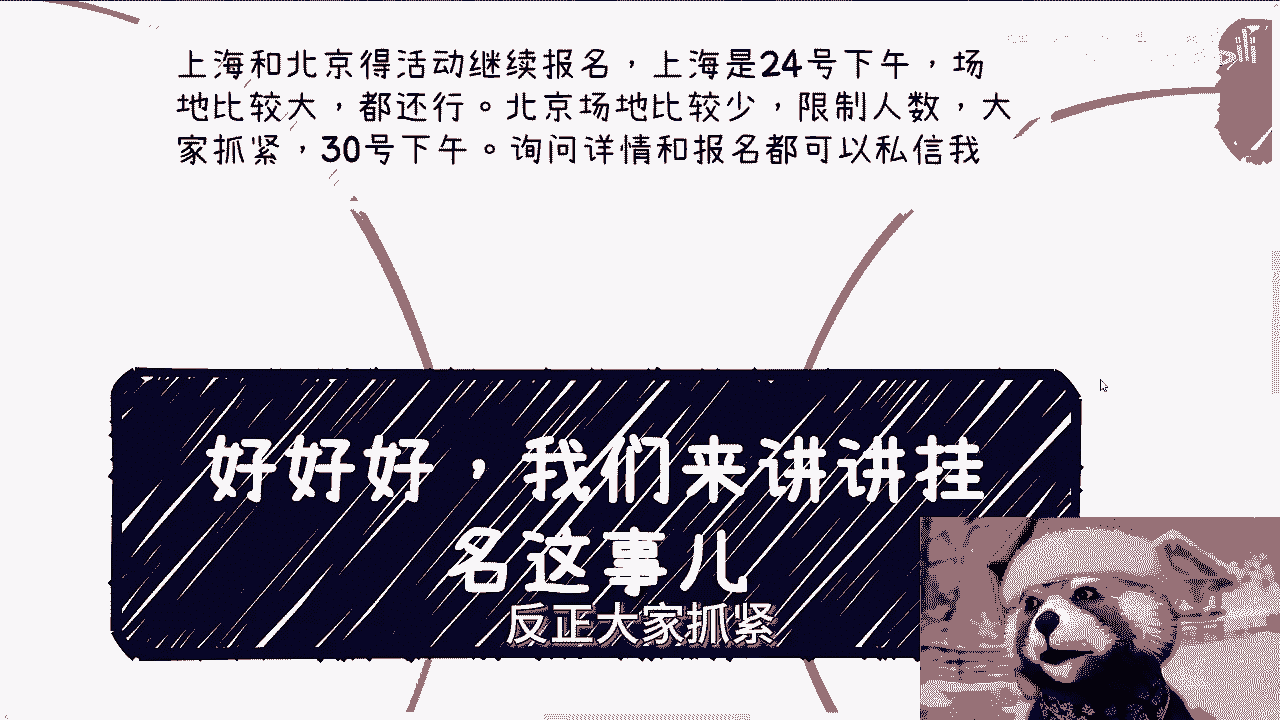 上海和北京得活动继续报名，上海是24号下午，场
地比较大，都还行。北京场地比较少，限制人数，大
家抓紧，30号下午。询问详情和报名都可以私信我
好好好，我们来讲讲挂
名这事儿
反正大家抓紧